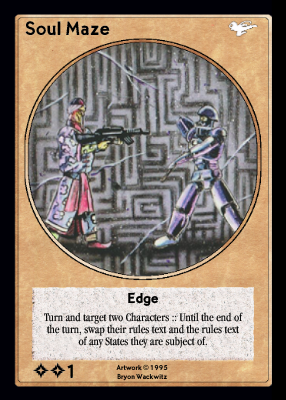 Soul Maze
Edge
Turn and target two Characters :: Until the end of
the turn, swap their rules text and the rules text
of any States they are subject of.
1
Artwork © 1995
Bryon Wackwitz